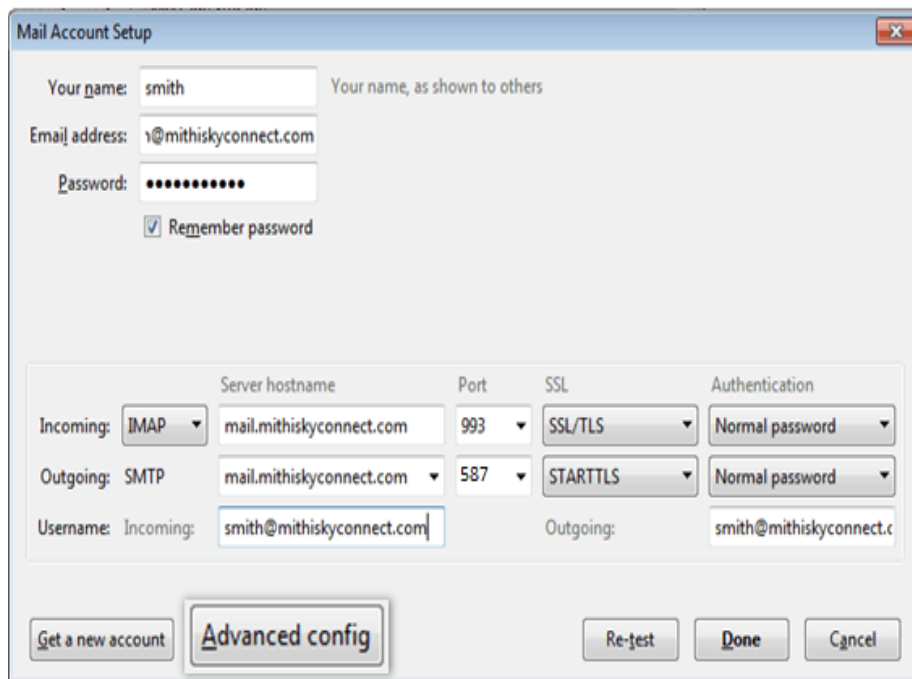 Mail Account Setup
Your name: smith Your name, as shown to others
Email address: @mithiskyconnect.com
Password: •••••••••••
Remember password
Server hostname Port SSL Authentication
Incoming: IMAP mail.mithiskyconnect.com 993 SSL/TLS Normal password
Outgoing: SMTP mail.mithiskyconnect.com 587 STARTTLS Normal password
Username: Incoming: smith@mithiskyconnect.com Outgoing: smith@mithiskyconnect.c
Get a new account Advanced config Re-test Done Cancel